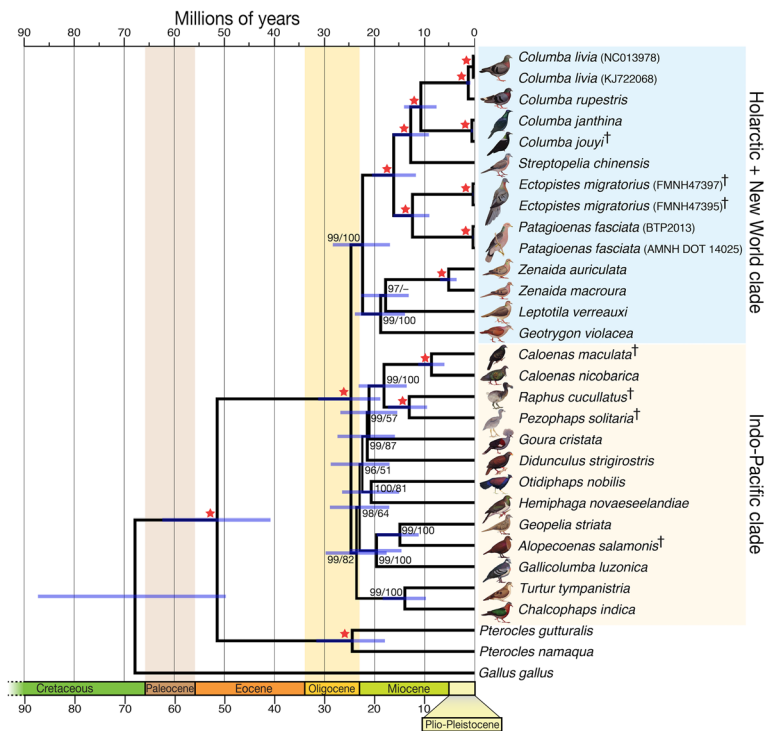 Millions of years
90 80 70 60 50 40 30 20 10 0
Columba livia (NC013978)
Columba livia (KJ722068)
Columba rupestris
Columba janthina
Columba jouyi†
Streptopelia chinensis
Ectopistes migratorius (FMNH47397)†
Ectopistes migratorius (FMNH47395)†
Patagioenas fasciata (BTP2013)
Patagioenas fasciata (AMNH DOT 14025)
Zenaida auriculata
Zenaida macroura
Leptotila verreauxi
Geotrygon violacea
Holarctic + New World clade
Caloenas maculata†
Caloenas nicobarica
Raphus cucullatus†
Pezophaps solitaria†
Goura cristata
Didunculus strigirostris
Otidiphaps nobilis
Hemiphaga novaeseelandiae
Geopelia striata
Alopecoenas salamonis†
Gallicolumba luzonica
Turtur tympanistria
Chalcophaps indica
Indo-Pacific clade
Pterocles gutturalis
Pterocles namaqua
Gallus gallus
99/100
97/–
99/100
99/100
99/57
99/87
96/51
100/81
98/64
99/100
99/82
99/100
99/100
Cretaceous Paleocene Eocene Oligocene Miocene
90 80 70 60 50 40 30 20 10 0
Plio-Pleistocene